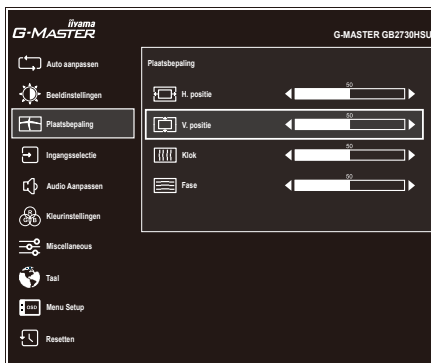 iiyama
G-MASTER
G-MASTER GB2730HSU
Auto aanpassen
Beeldinstellingen
Plaatsbepaling
Ingangsselectie
Audio Aanpassen
R
G B
Kleurinstellingen
Miscellaneous
Taal
OSD
Menu Setup
Resetten
Plaatsbepaling
H. positie
50
V. positie
50
Klok
50
Fase
50